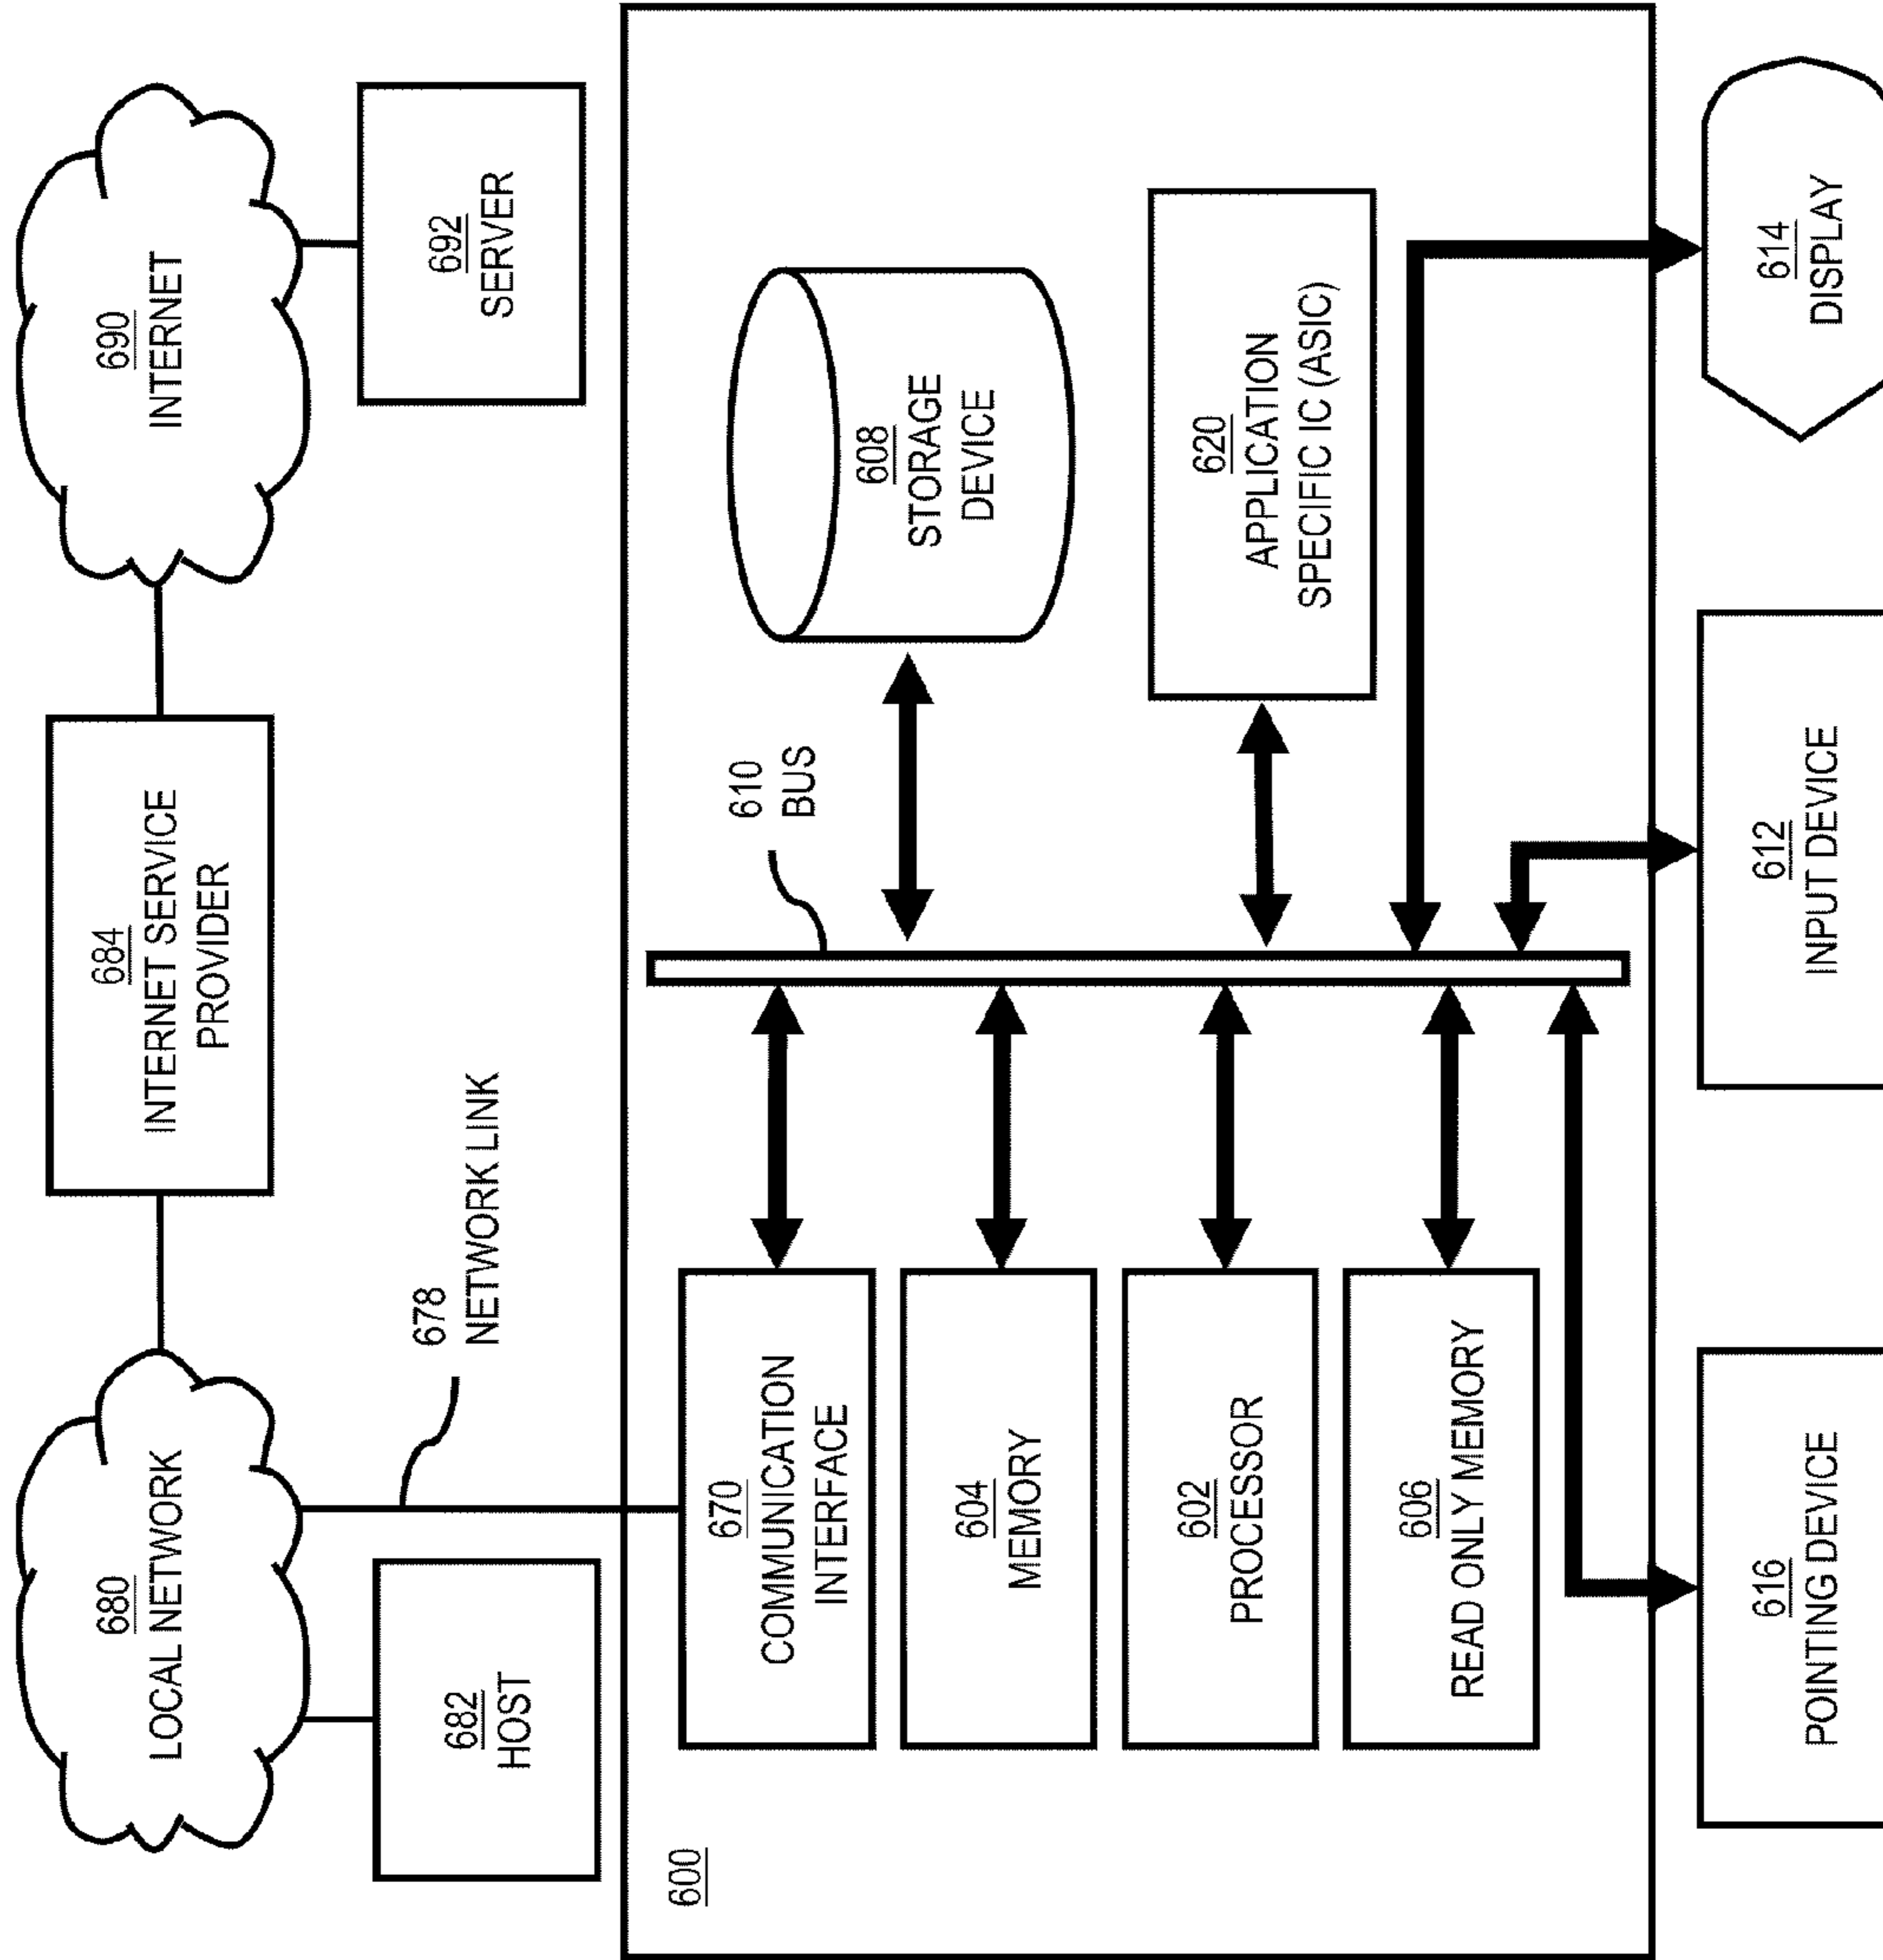 680
LOCAL NETWORK
684
INTERNET SERVICE
PROVIDER
690
INTERNET
682
HOST
678
NETWORK LINK
692
SERVER
600
670
COMMUNICATION
INTERFACE
604
MEMORY
602
PROCESSOR
606
READ ONLY MEMORY
610
BUS
608
STORAGE
DEVICE
620
APPLICATION
SPECIFIC IC (ASIC)
616
POINTING DEVICE
612
INPUT DEVICE
614
DISPLAY